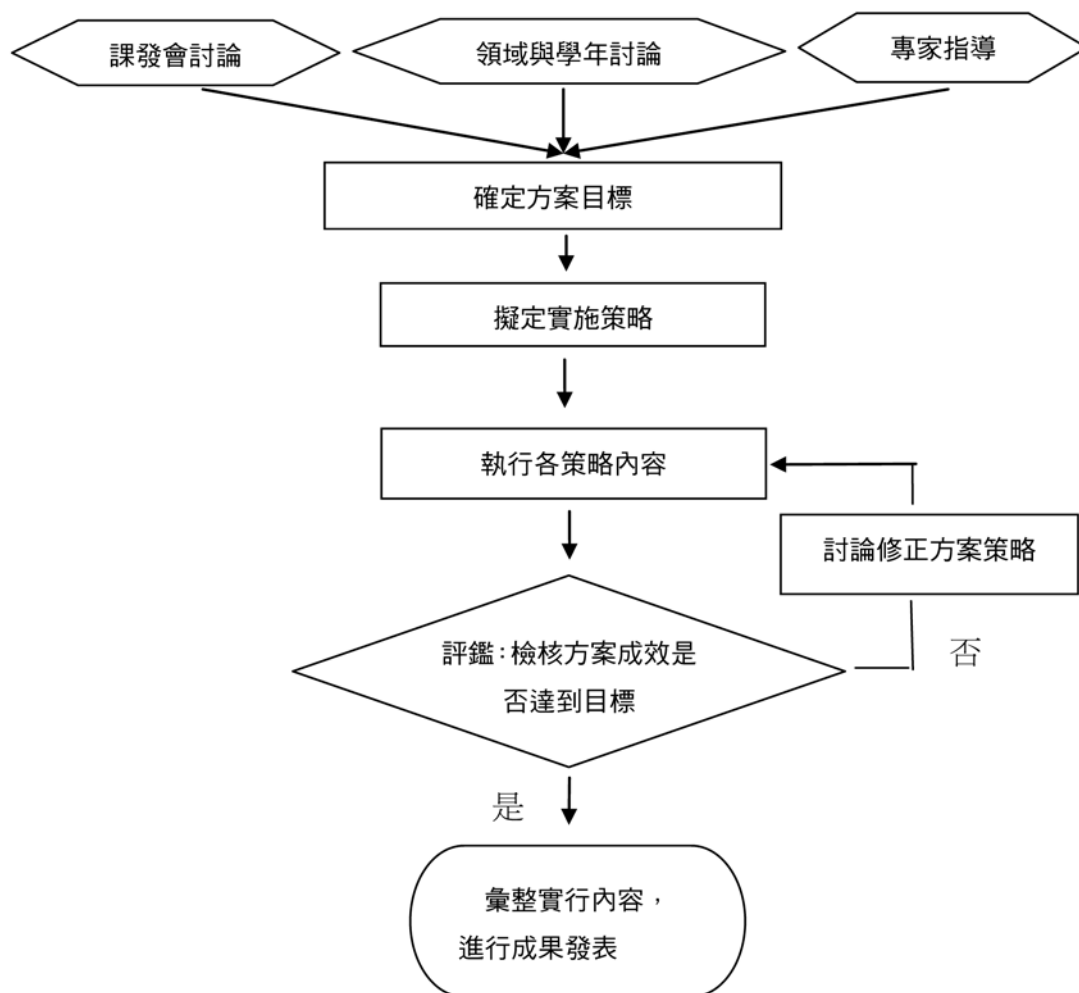 課發會討論
領域與學年討論
專家指導
確定方案目標
擬定實施策略
執行各策略內容
討論修正方案策略
評鑑：檢核方案成效是
否達到目標
否
是
彙整實行內容，
進行成果發表